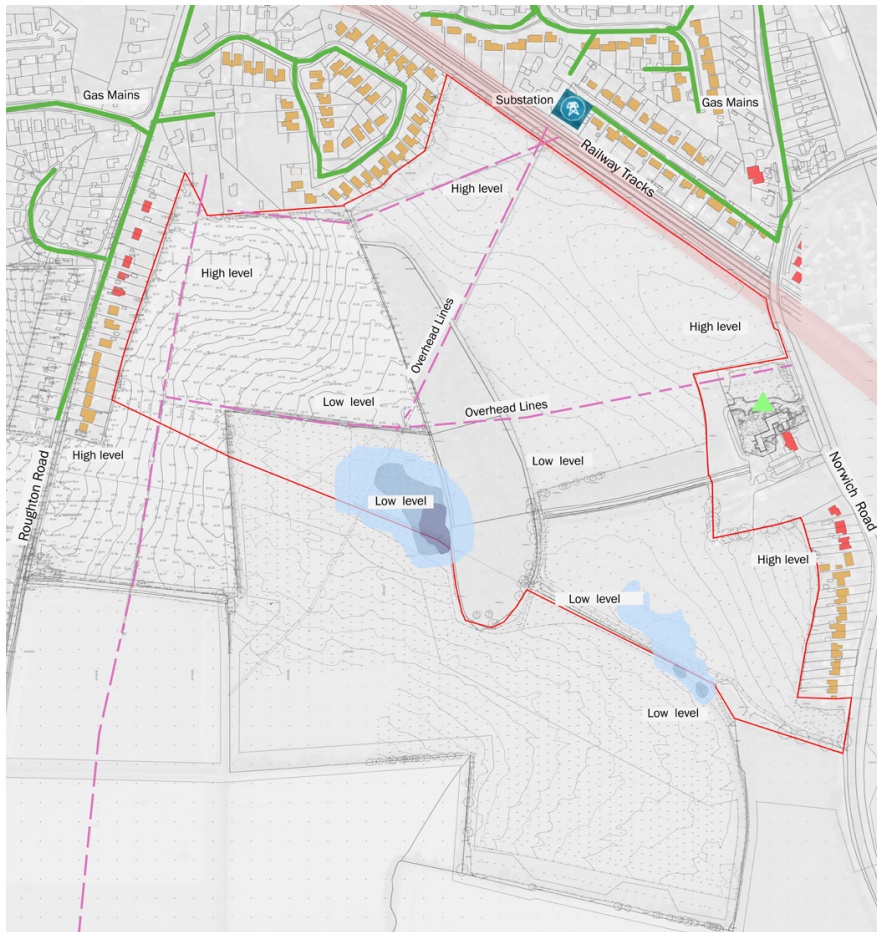 Gas Mains
Substation
Gas Mains
Railway Tracks
High level
High level
High level
Overhead Lines
Low level
Overhead Lines
High level
Low level
Norwich Road
Roughton Road
Low level
High level
Low level
Low level